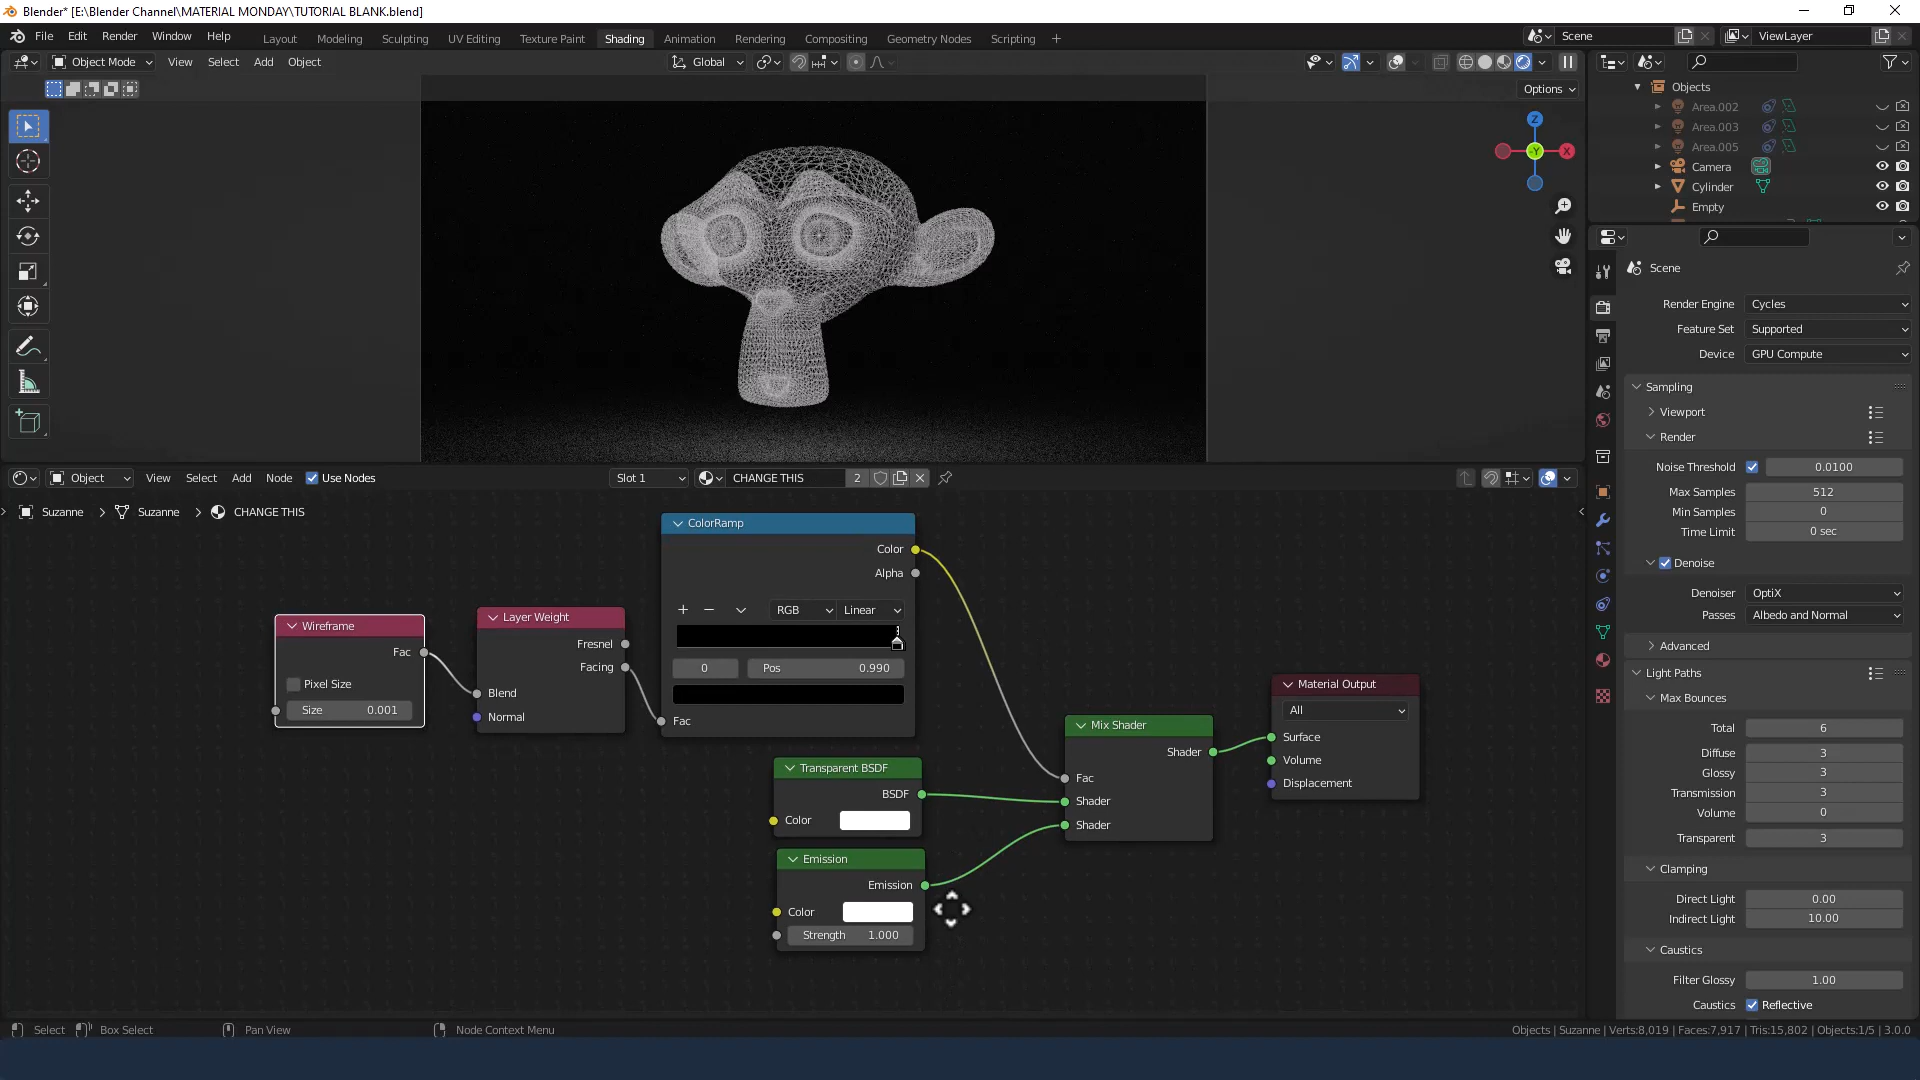 Blender* [E:\Blender Channel\MATERIAL MONDAY\TUTORIAL BLANK.blend]
File Edit Render Window Help
Layout Modeling Sculpting UV Editing Texture Paint Shading Animation Rendering Compositing Geometry Nodes Scripting +
Scene
ViewLayer
Object Mode View Select Add Object
Global
Options
Z
-Y
X
Objects
Area.002
Area.003
Area.005
Camera
Cylinder
Empty
Scene
Render Engine Cycles
Feature Set Supported
Device GPU Compute
Sampling
Viewport
Render
Noise Threshold 0.0100
Max Samples 512
Min Samples 0
Time Limit 0 sec
Denoise
Denoiser OptiX
Passes Albedo and Normal
Advanced
Light Paths
Max Bounces
Total 6
Diffuse 3
Glossy 3
Transmission 3
Volume 0
Transparent 3
Clamping
Direct Light 0.00
Indirect Light 10.00
Caustics
Filter Glossy 1.00
Caustics Reflective
Object View Select Add Node Use Nodes
Slot 1
CHANGE THIS 2
Suzanne > Suzanne > CHANGE THIS
Wireframe
Fac
Pixel Size
Size 0.001
Layer Weight
Fresnel
Facing
Blend
Normal
ColorRamp
Color
Alpha
+ − RGB Linear
0 Pos 0.990
Fac
Transparent BSDF
BSDF
Color
Emission
Emission
Color
Strength 1.000
Mix Shader
Shader
Fac
Shader
Shader
Material Output
All
Surface
Volume
Displacement
Select Box Select Pan View Node Context Menu
Objects | Suzanne | Verts:8,019 | Faces:7,917 | Tris:15,802 | Objects:1/5 | 3.0.0